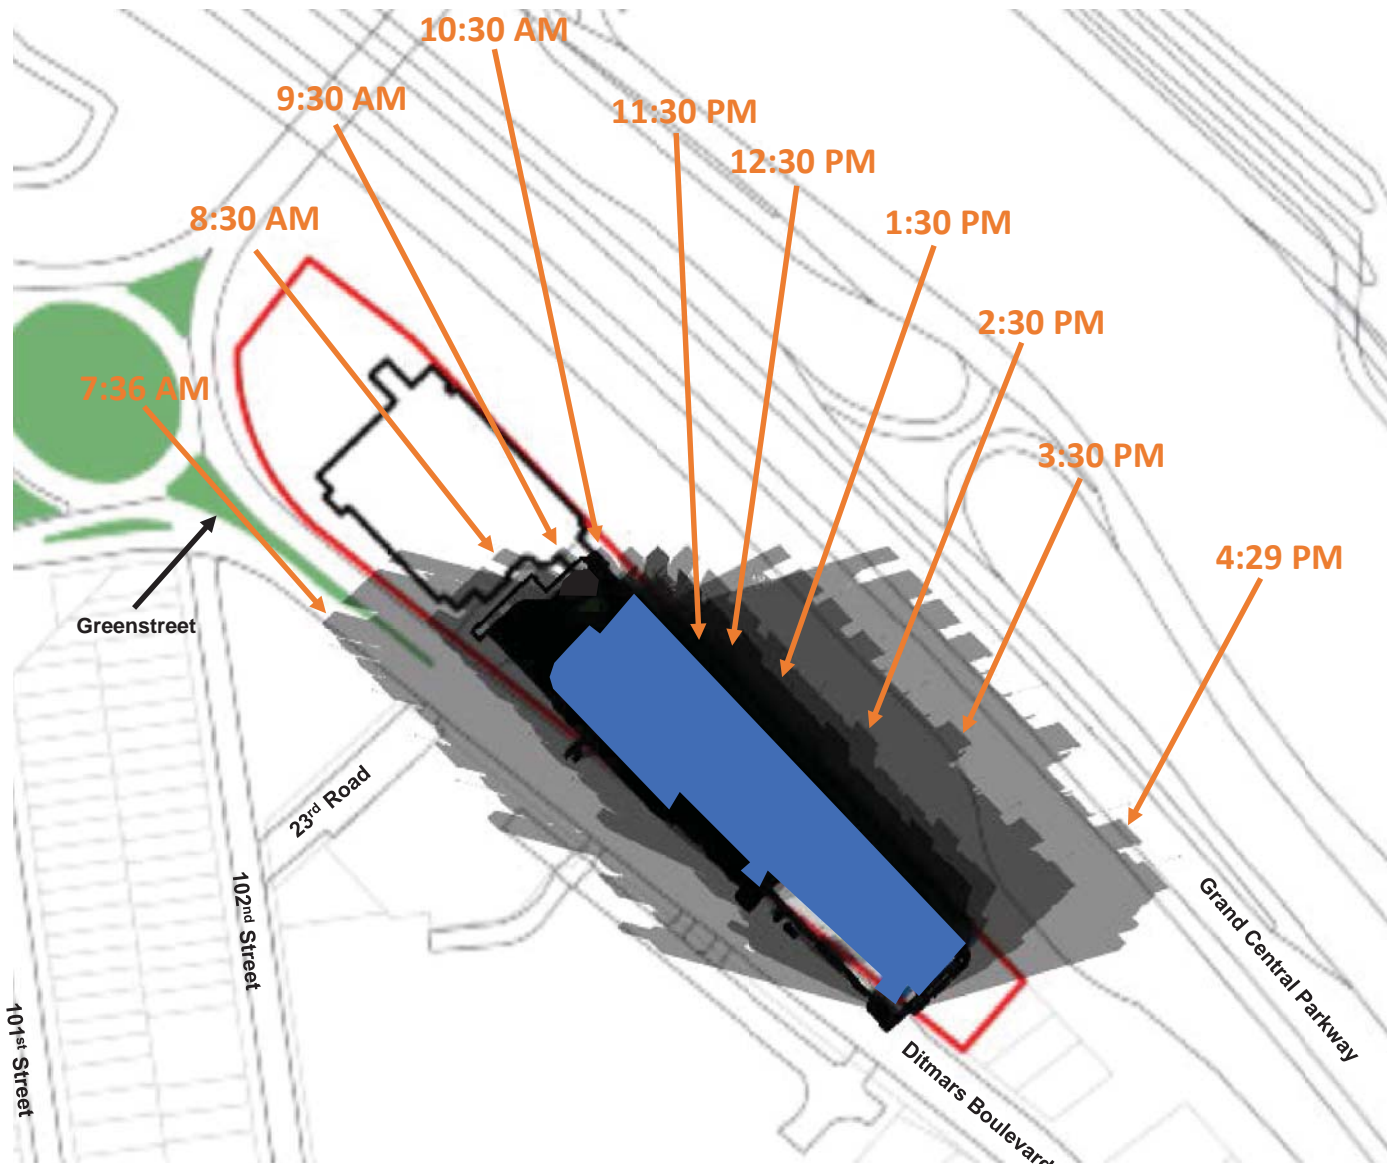 10:30 AM
9:30 AM
11:30 PM
12:30 PM
8:30 AM
1:30 PM
2:30 PM
7:36 AM
3:30 PM
4:29 PM
Greenstreet
23rd Road
102nd Street
101st Street
Grand Central Parkway
Ditmars Boulevard